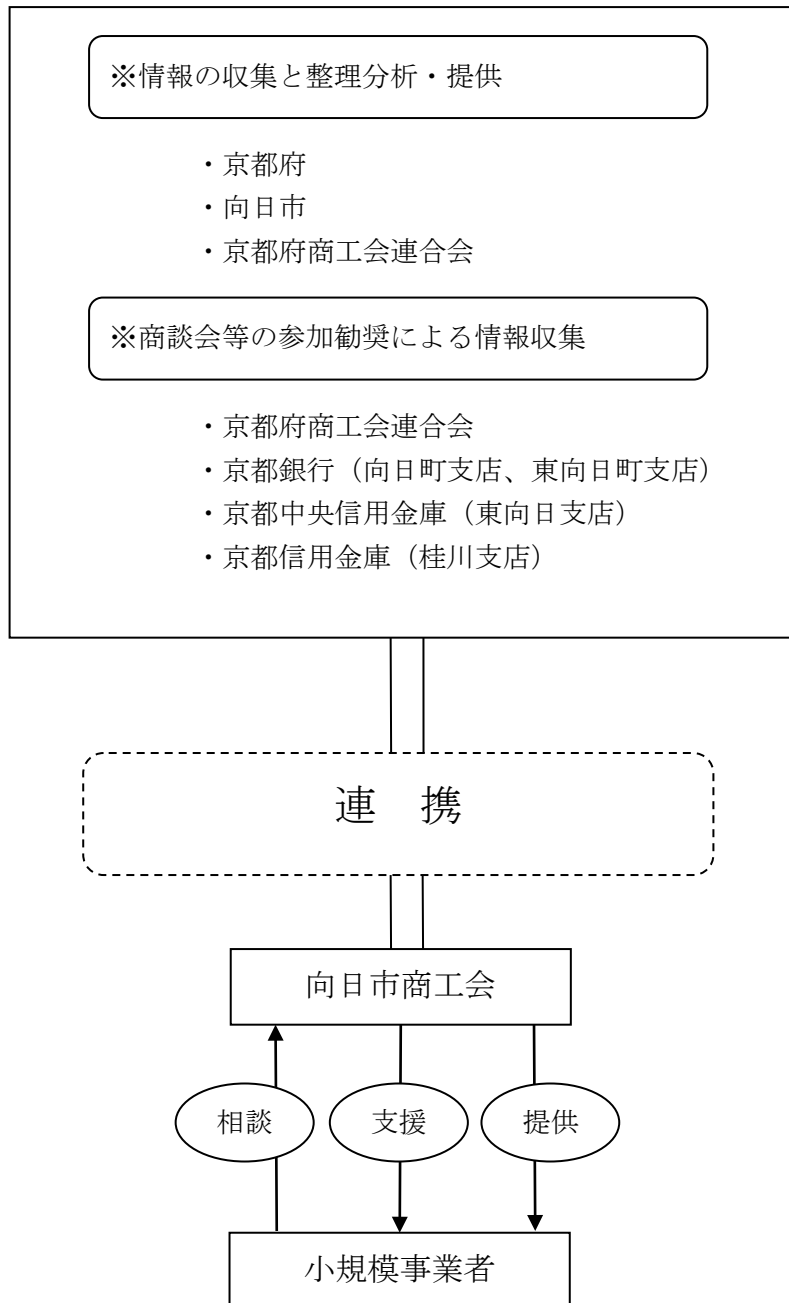 ※情報の収集と整理分析・提供
・京都府
・向日市
・京都府商工会連合会
※商談会等の参加勧奨による情報収集
・京都府商工会連合会
・京都銀行（向日町支店、東向日町支店）
・京都中央信用金庫（東向日支店）
・京都信用金庫（桂川支店）
連　携
向日市商工会
相談　支援　提供
小規模事業者